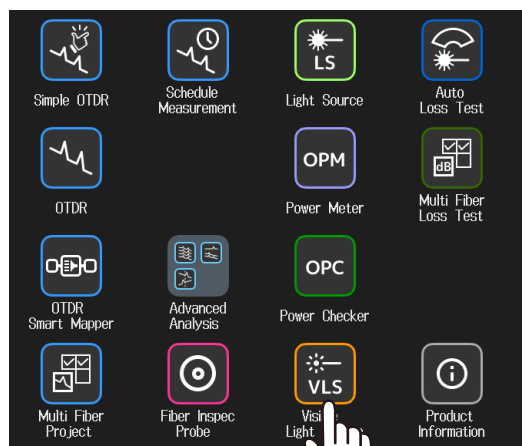 Simple OTDR
Schedule
Measurement
LS
Light Source
Auto
Loss Test
OTDR
OPM
Power Meter
dB
Multi Fiber
Loss Test
OTDR
Smart Mapper
Advanced
Analysis
OPC
Power Checker
Multi Fiber
Project
Fiber Inspec
Probe
VLS
Light
Product
Information